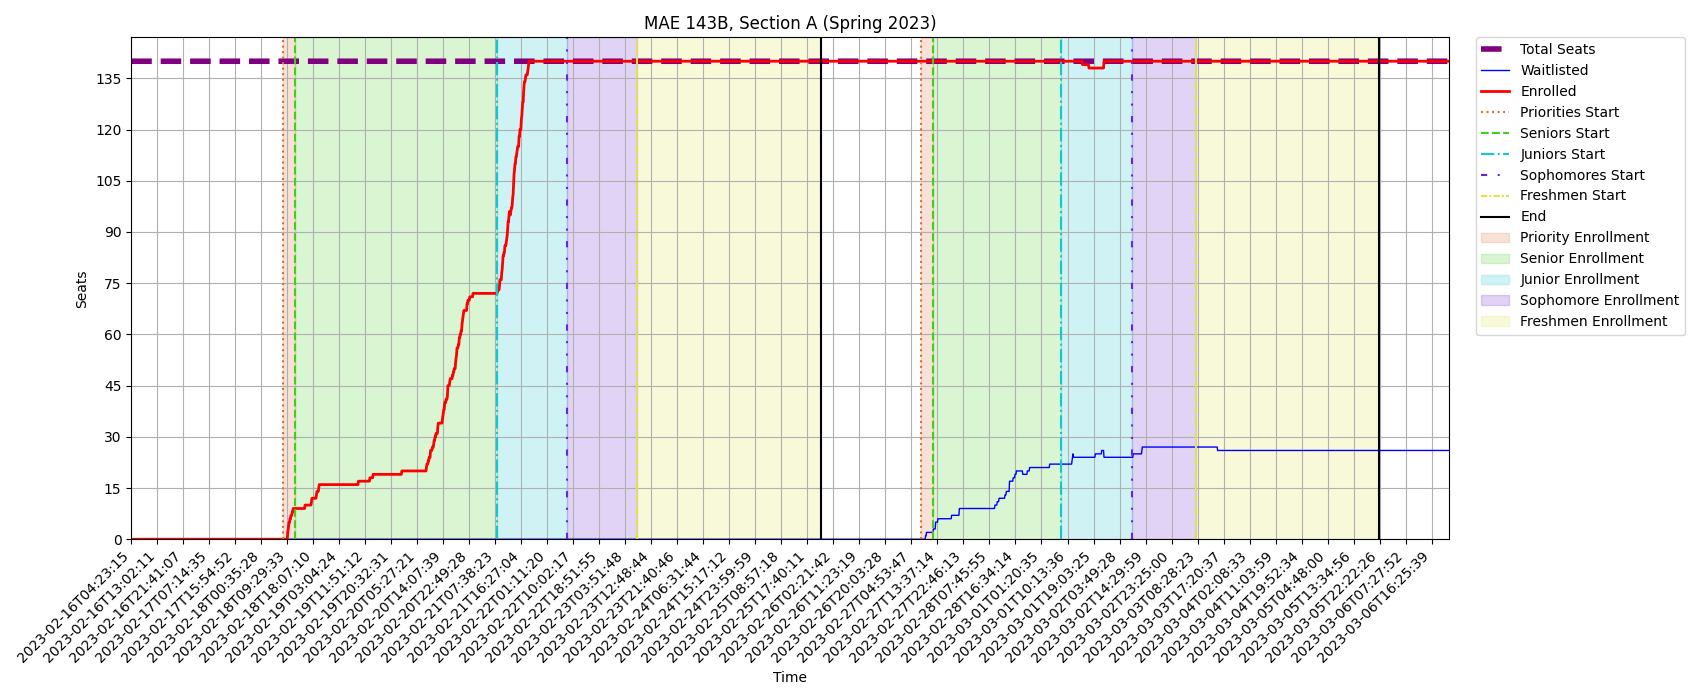 MAE 143B, Section A (Spring 2023)
Seats
135
120
105
90
75
60
45
30
15
0
2023-02-16T04:23:15
2023-02-16T13:02:11
2023-02-16T21:41:07
2023-02-17T07:14:35
2023-02-17T15:54:52
2023-02-18T00:35:28
2023-02-18T09:29:33
2023-02-18T18:07:10
2023-02-19T03:04:24
2023-02-19T11:51:12
2023-02-19T20:32:31
2023-02-20T05:27:21
2023-02-20T14:07:39
2023-02-20T22:49:28
2023-02-21T07:38:23
2023-02-21T16:27:04
2023-02-22T01:11:20
2023-02-22T10:02:17
2023-02-22T18:51:55
2023-02-23T03:51:48
2023-02-23T12:48:44
2023-02-23T21:40:46
2023-02-24T06:31:44
2023-02-24T15:17:12
2023-02-24T23:59:59
2023-02-25T08:57:18
2023-02-25T17:40:11
2023-02-26T02:21:42
2023-02-26T11:23:19
2023-02-26T20:03:28
2023-02-27T04:53:47
2023-02-27T13:37:14
2023-02-27T22:46:13
2023-02-28T07:45:55
2023-02-28T16:34:14
2023-03-01T01:20:35
2023-03-01T10:13:36
2023-03-01T19:03:25
2023-03-02T03:49:28
2023-03-02T14:29:59
2023-03-02T23:25:00
2023-03-03T08:28:23
2023-03-03T17:20:37
2023-03-04T02:08:33
2023-03-04T11:03:59
2023-03-04T19:52:34
2023-03-05T04:48:00
2023-03-05T13:34:56
2023-03-05T22:22:26
2023-03-06T07:27:52
2023-03-06T16:25:39
Time
Total Seats
Waitlisted
Enrolled
Priorities Start
Seniors Start
Juniors Start
Sophomores Start
Freshmen Start
End
Priority Enrollment
Senior Enrollment
Junior Enrollment
Sophomore Enrollment
Freshmen Enrollment